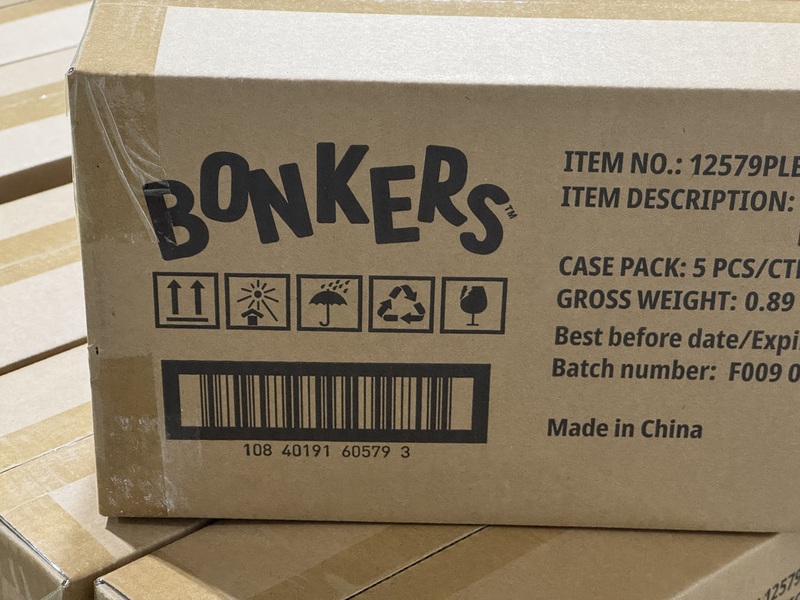 BONKERS™
108 40191 60579 3
ITEM NO.: 12579PLE
ITEM DESCRIPTION:
CASE PACK: 5 PCS/CT
GROSS WEIGHT: 0.89
Best before date/Expi
Batch number: F009 0
Made in China
12579